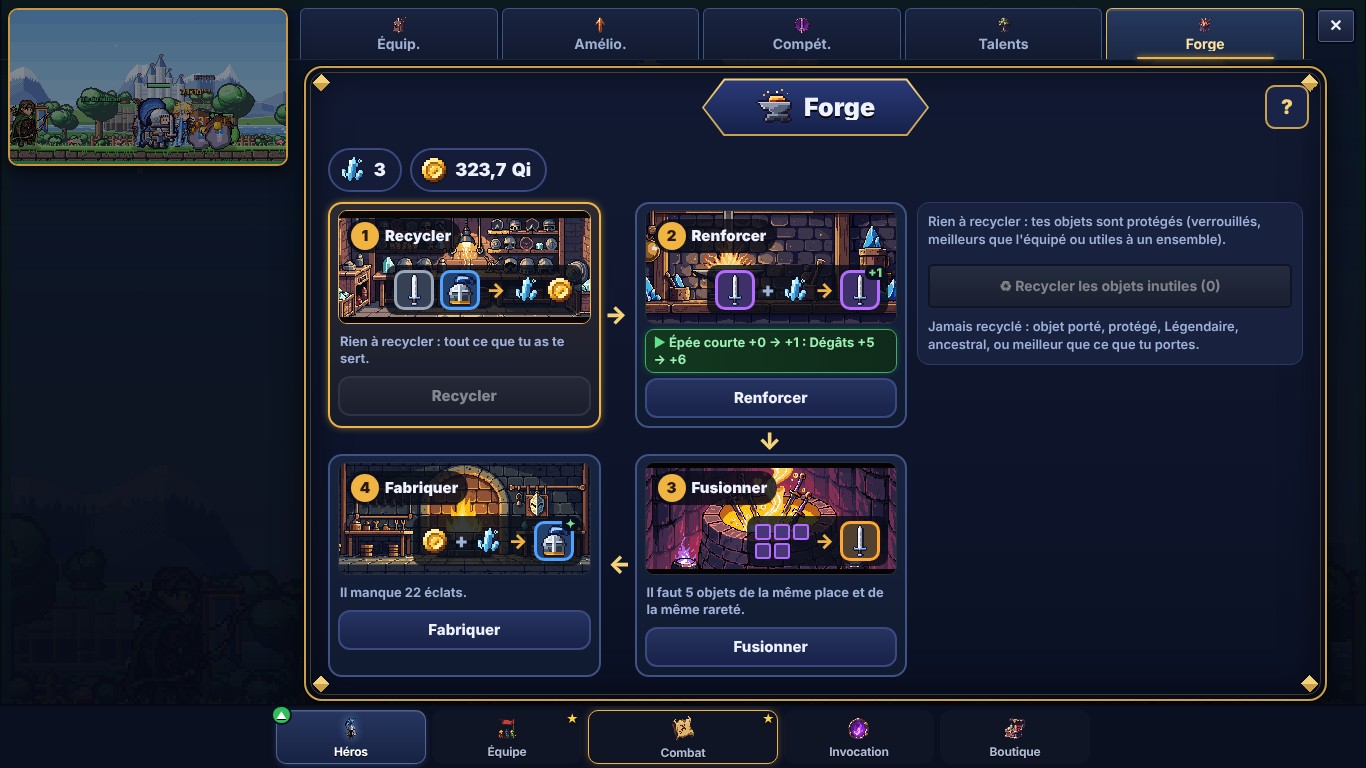 Équip.
Amélio.
Compét.
Talents
Forge
×
Forge
?
3
323,7 Qi
1 Recycler
Rien à recycler : tout ce que tu as te
sert.
Recycler
2 Renforcer
+1
▶ Épée courte +0 → +1 : Dégâts +5
→ +6
Renforcer
Rien à recycler : tes objets sont protégés (verrouillés,
meilleurs que l'équipé ou utiles à un ensemble).
♻ Recycler les objets inutiles (0)
Jamais recyclé : objet porté, protégé, Légendaire,
ancestral, ou meilleur que ce que tu portes.
4 Fabriquer
Il manque 22 éclats.
Fabriquer
3 Fusionner
Il faut 5 objets de la même place et de
la même rareté.
Fusionner
Héros
Équipe
Combat
Invocation
Boutique